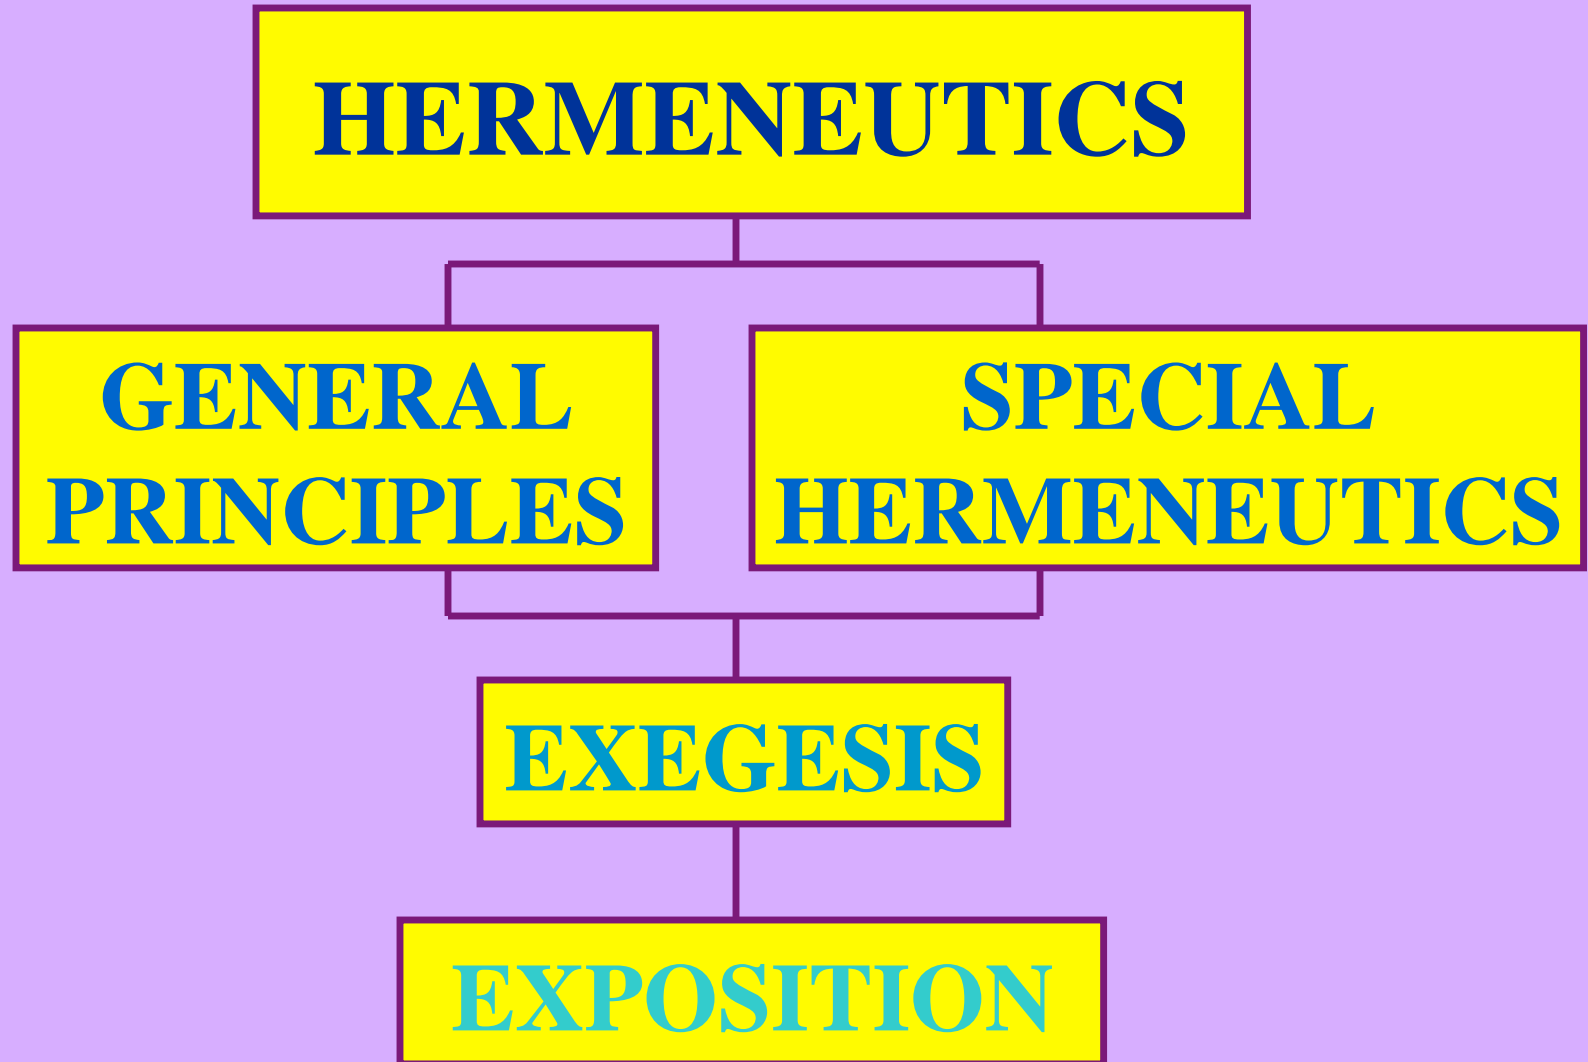 HERMENEUTICS
GENERAL
PRINCIPLES
SPECIAL
HERMENEUTICS
EXEGESIS
EXPOSITION